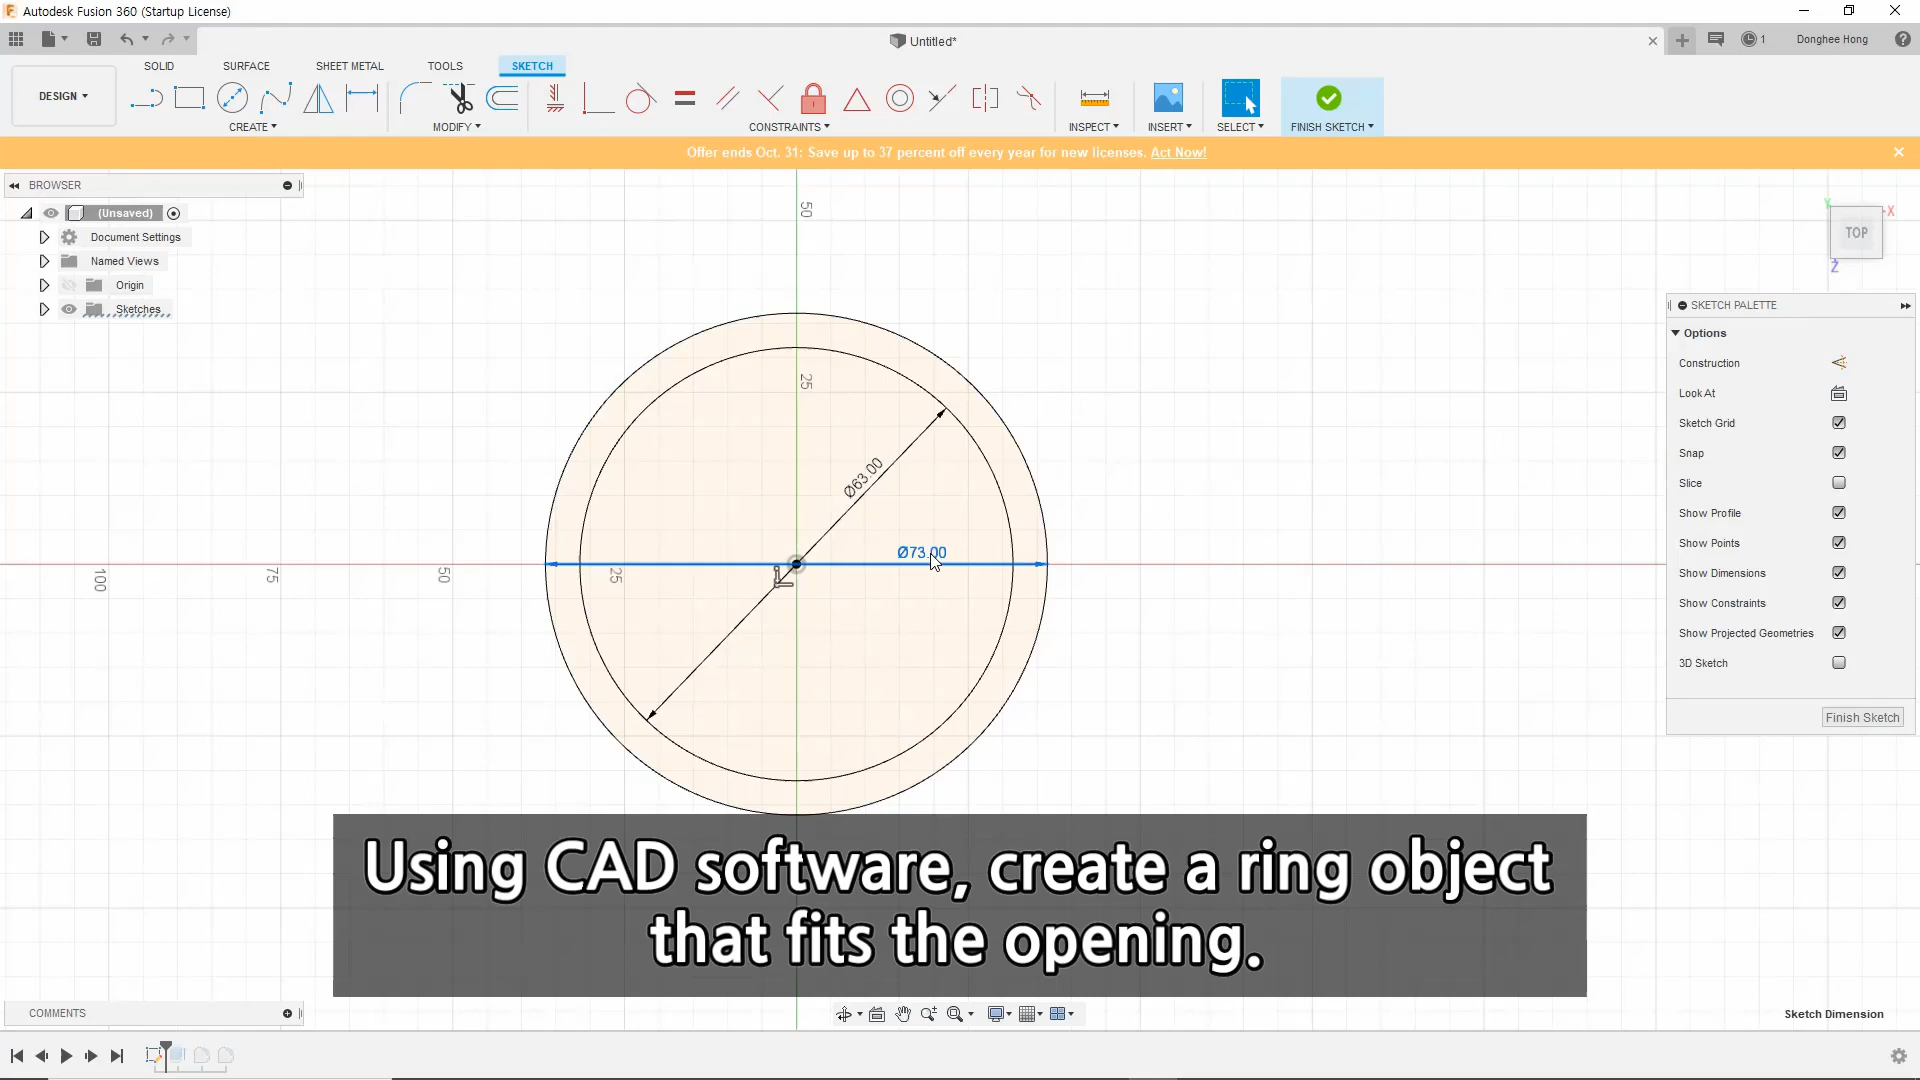 Autodesk Fusion 360 (Startup License)
Untitled*
1
Donghee Hong
SOLID
SURFACE
SHEET METAL
TOOLS
SKETCH
DESIGN
CREATE
MODIFY
CONSTRAINTS
INSPECT
INSERT
SELECT
FINISH SKETCH
Offer ends Oct. 31: Save up to 37 percent off every year for new licenses. Act Now!
BROWSER
(Unsaved)
Document Settings
Named Views
Origin
Sketches
50
25
Ø63.00
Ø73.00
100
75
50
25
Y
X
TOP
Z
SKETCH PALETTE
Options
Construction
Look At
Sketch Grid
Snap
Slice
Show Profile
Show Points
Show Dimensions
Show Constraints
Show Projected Geometries
3D Sketch
Finish Sketch
Using CAD software, create a ring object
that fits the opening.
COMMENTS
Sketch Dimension